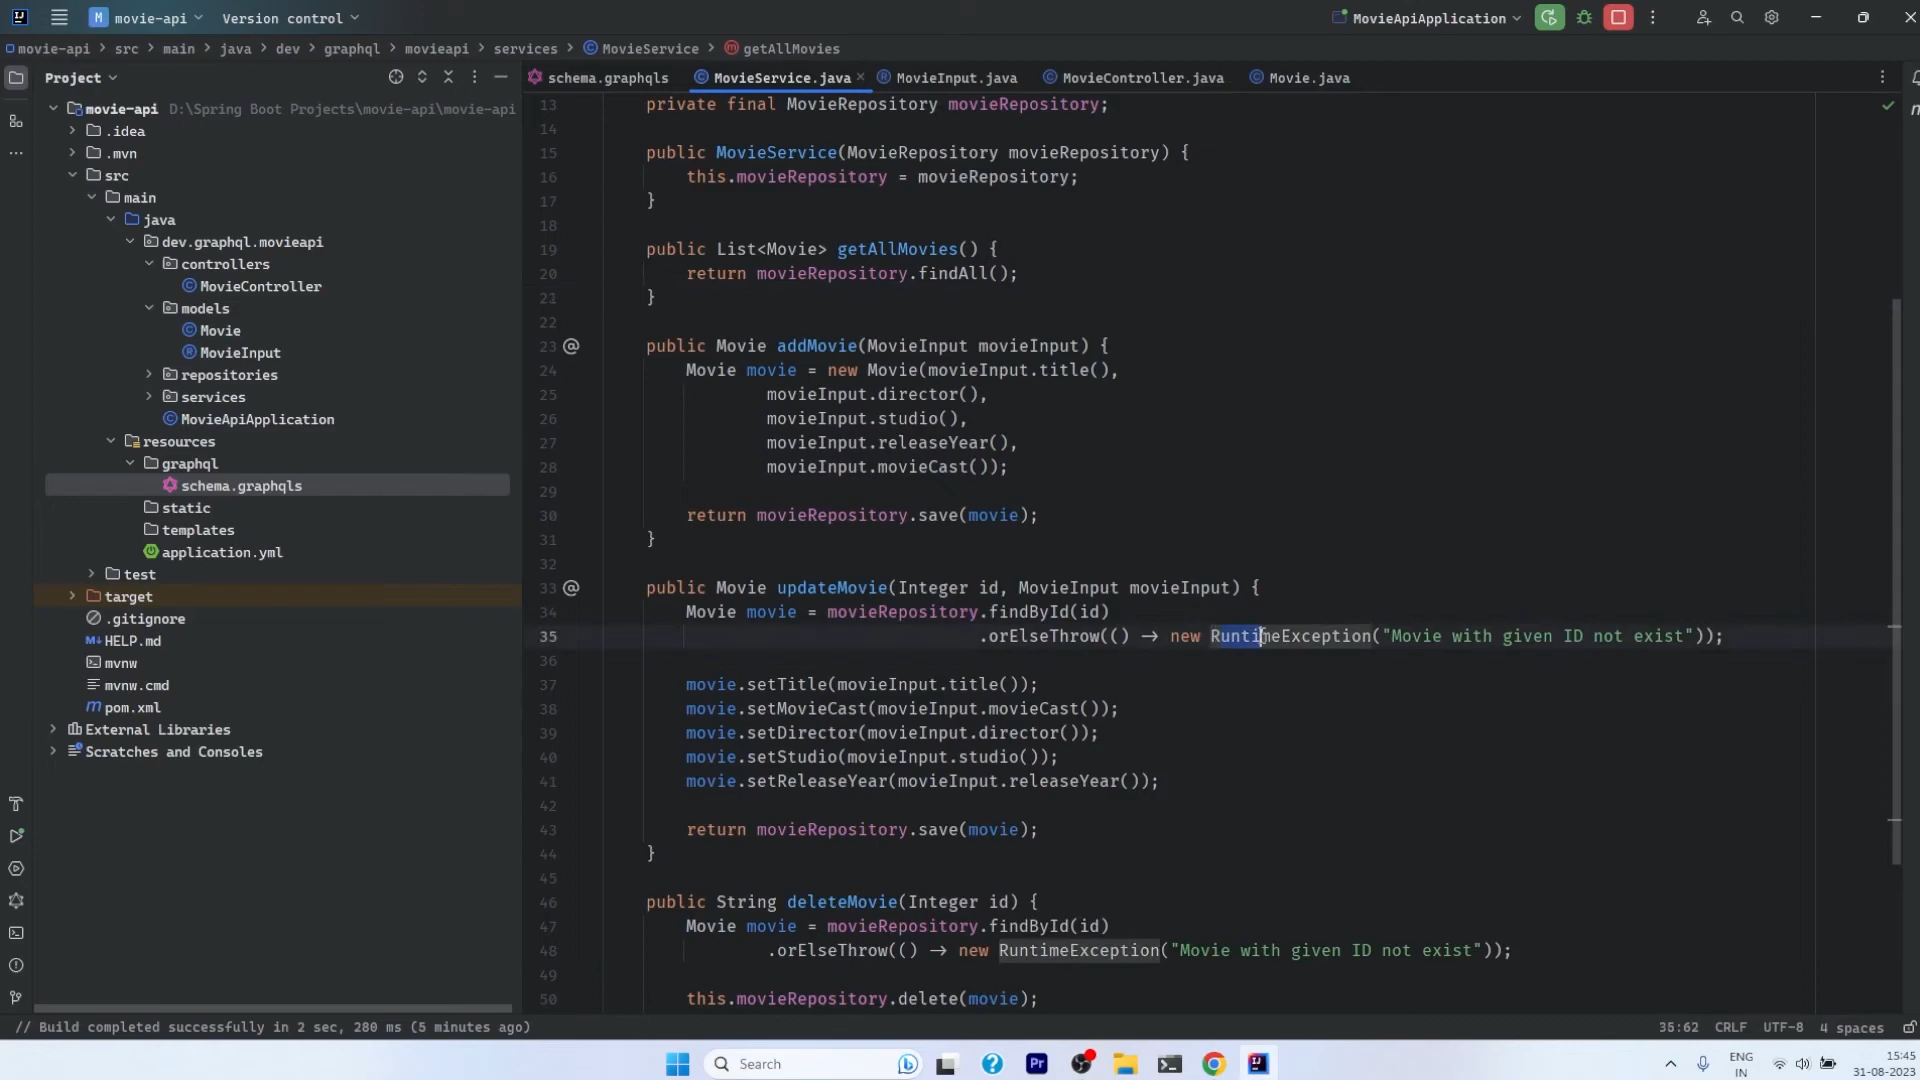 M movie-api Version control MovieApiApplication
movie-api > src > main > java > dev > graphql > movieapi > services > MovieService > getAllMovies
Project
schema.graphqls MovieService.java MovieInput.java MovieController.java Movie.java
movie-api D:\Spring Boot Projects\movie-api\movie-api
.idea
.mvn
src
main
java
dev.graphql.movieapi
controllers
MovieController
models
Movie
MovieInput
repositories
services
MovieApiApplication
resources
graphql
schema.graphqls
static
templates
application.yml
test
target
.gitignore
HELP.md
mvnw
mvnw.cmd
pom.xml
External Libraries
Scratches and Consoles
13 private final MovieRepository movieRepository;
14
15 public MovieService(MovieRepository movieRepository) {
16 this.movieRepository = movieRepository;
17 }
18
19 public List<Movie> getAllMovies() {
20 return movieRepository.findAll();
21 }
22
23 @ public Movie addMovie(MovieInput movieInput) {
24 Movie movie = new Movie(movieInput.title(),
25 movieInput.director(),
26 movieInput.studio(),
27 movieInput.releaseYear(),
28 movieInput.movieCast());
29
30 return movieRepository.save(movie);
31 }
32
33 @ public Movie updateMovie(Integer id, MovieInput movieInput) {
34 Movie movie = movieRepository.findById(id)
35 .orElseThrow(() -> new RuntimeException("Movie with given ID not exist"));
36
37 movie.setTitle(movieInput.title());
38 movie.setMovieCast(movieInput.movieCast());
39 movie.setDirector(movieInput.director());
40 movie.setStudio(movieInput.studio());
41 movie.setReleaseYear(movieInput.releaseYear());
42
43 return movieRepository.save(movie);
44 }
45
46 public String deleteMovie(Integer id) {
47 Movie movie = movieRepository.findById(id)
48 .orElseThrow(() -> new RuntimeException("Movie with given ID not exist"));
49
50 this.movieRepository.delete(movie);
// Build completed successfully in 2 sec, 280 ms (5 minutes ago) 35:62 CRLF UTF-8 4 spaces
Search
Pr
ENG
IN
15:45
31-08-2023